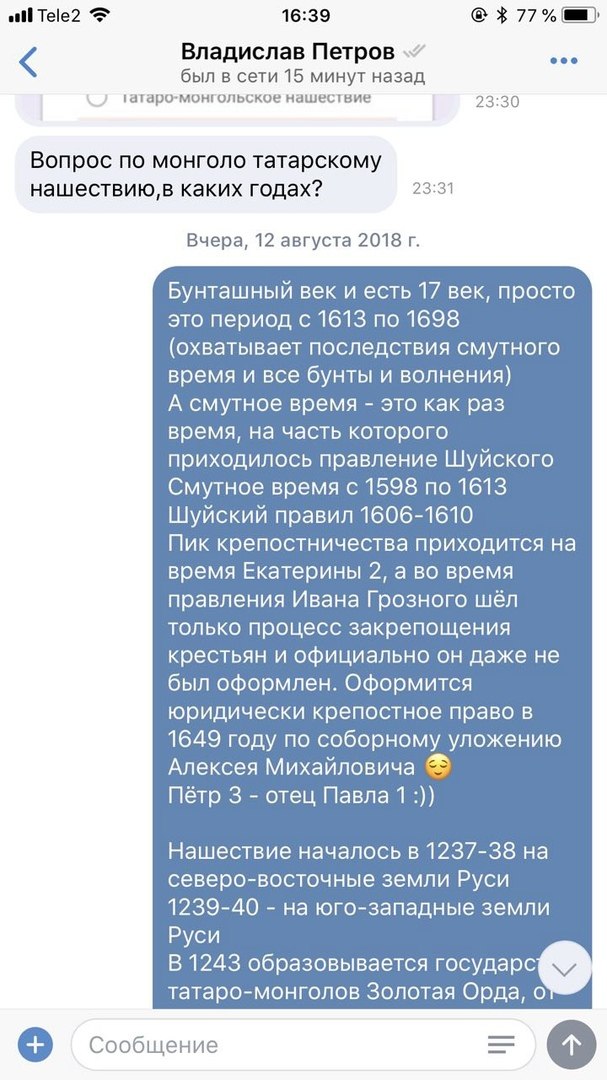 Tele2
16:39
77 %
Владислав Петров
был в сети 15 минут назад
татаро-монгольское нашествие
23:30
Вопрос по монголо татарскому
нашествию,в каких годах?
23:31
Вчера, 12 августа 2018 г.
Бунташный век и есть 17 век, просто
это период с 1613 по 1698
(охватывает последствия смутного
время и все бунты и волнения)
А смутное время - это как раз
время, на часть которого
приходилось правление Шуйского
Смутное время с 1598 по 1613
Шуйский правил 1606-1610
Пик крепостничества приходится на
время Екатерины 2, а во время
правления Ивана Грозного шёл
только процесс закрепощения
крестьян и официально он даже не
был оформлен. Оформится
юридически крепостное право в
1649 году по соборному уложению
Алексея Михайловича 😌
Пётр 3 - отец Павла 1 :))
Нашествие началось в 1237-38 на
северо-восточные земли Руси
1239-40 - на юго-западные земли
Руси
В 1243 образовывается
татаро-монголов Золотая Орда, от
Сообщение